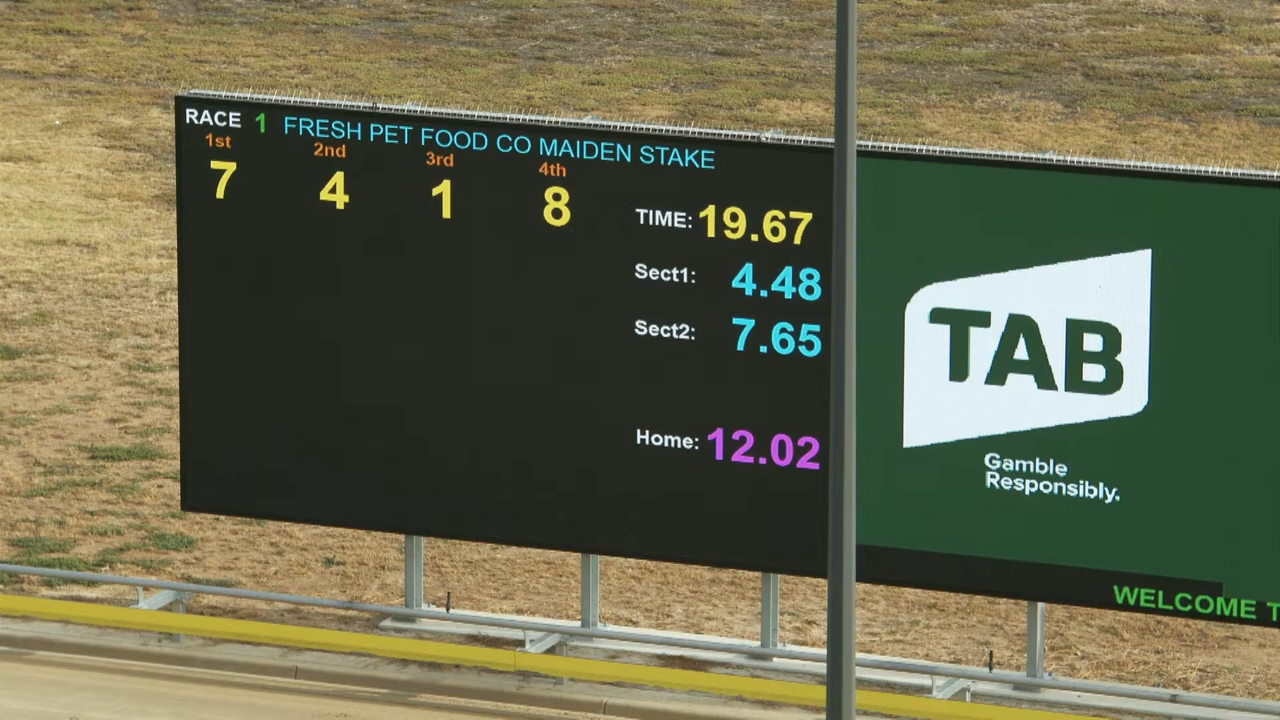 RACE 1 FRESH PET FOOD CO MAIDEN STAKE
1st 2nd 3rd 4th
7 4 1 8
TIME: 19.67
Sect1: 4.48
Sect2: 7.65
Home: 12.02
TAB
Gamble
Responsibly.
WELCOME T